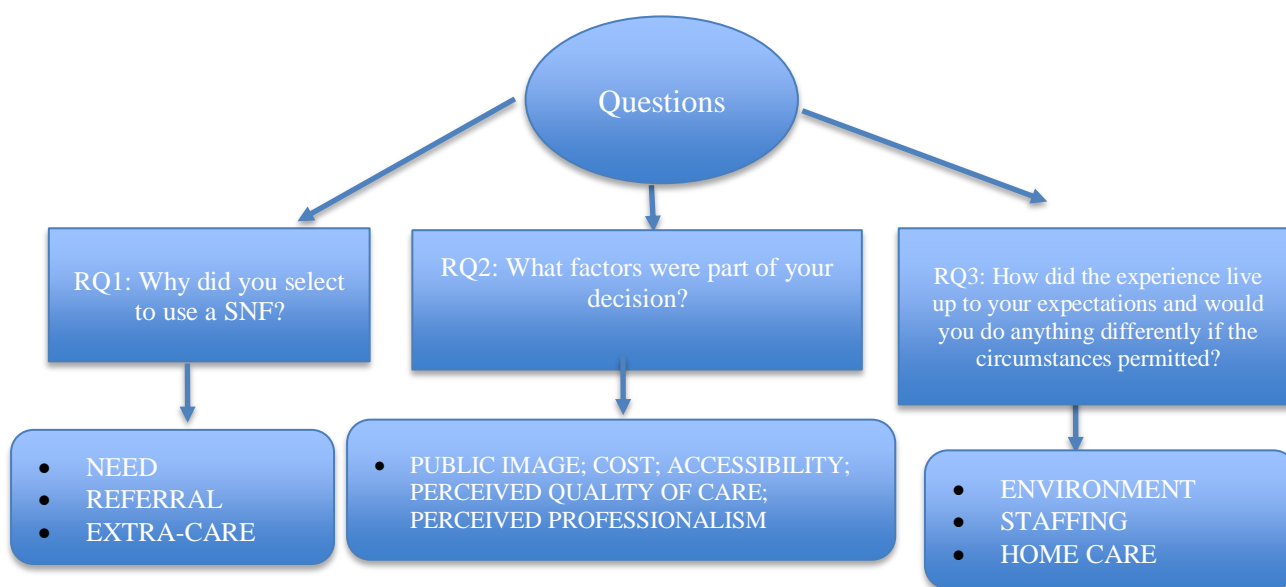 Questions
RQ1: Why did you select
to use a SNF?
RQ2: What factors were part of your
decision?
RQ3: How did the experience live
up to your expectations and would
you do anything differently if the
circumstances permitted?
• NEED
• REFERRAL
• EXTRA-CARE
• PUBLIC IMAGE; COST; ACCESSIBILITY;
PERCEIVED QUALITY OF CARE;
PERCEIVED PROFESSIONALISM
• ENVIRONMENT
• STAFFING
• HOME CARE